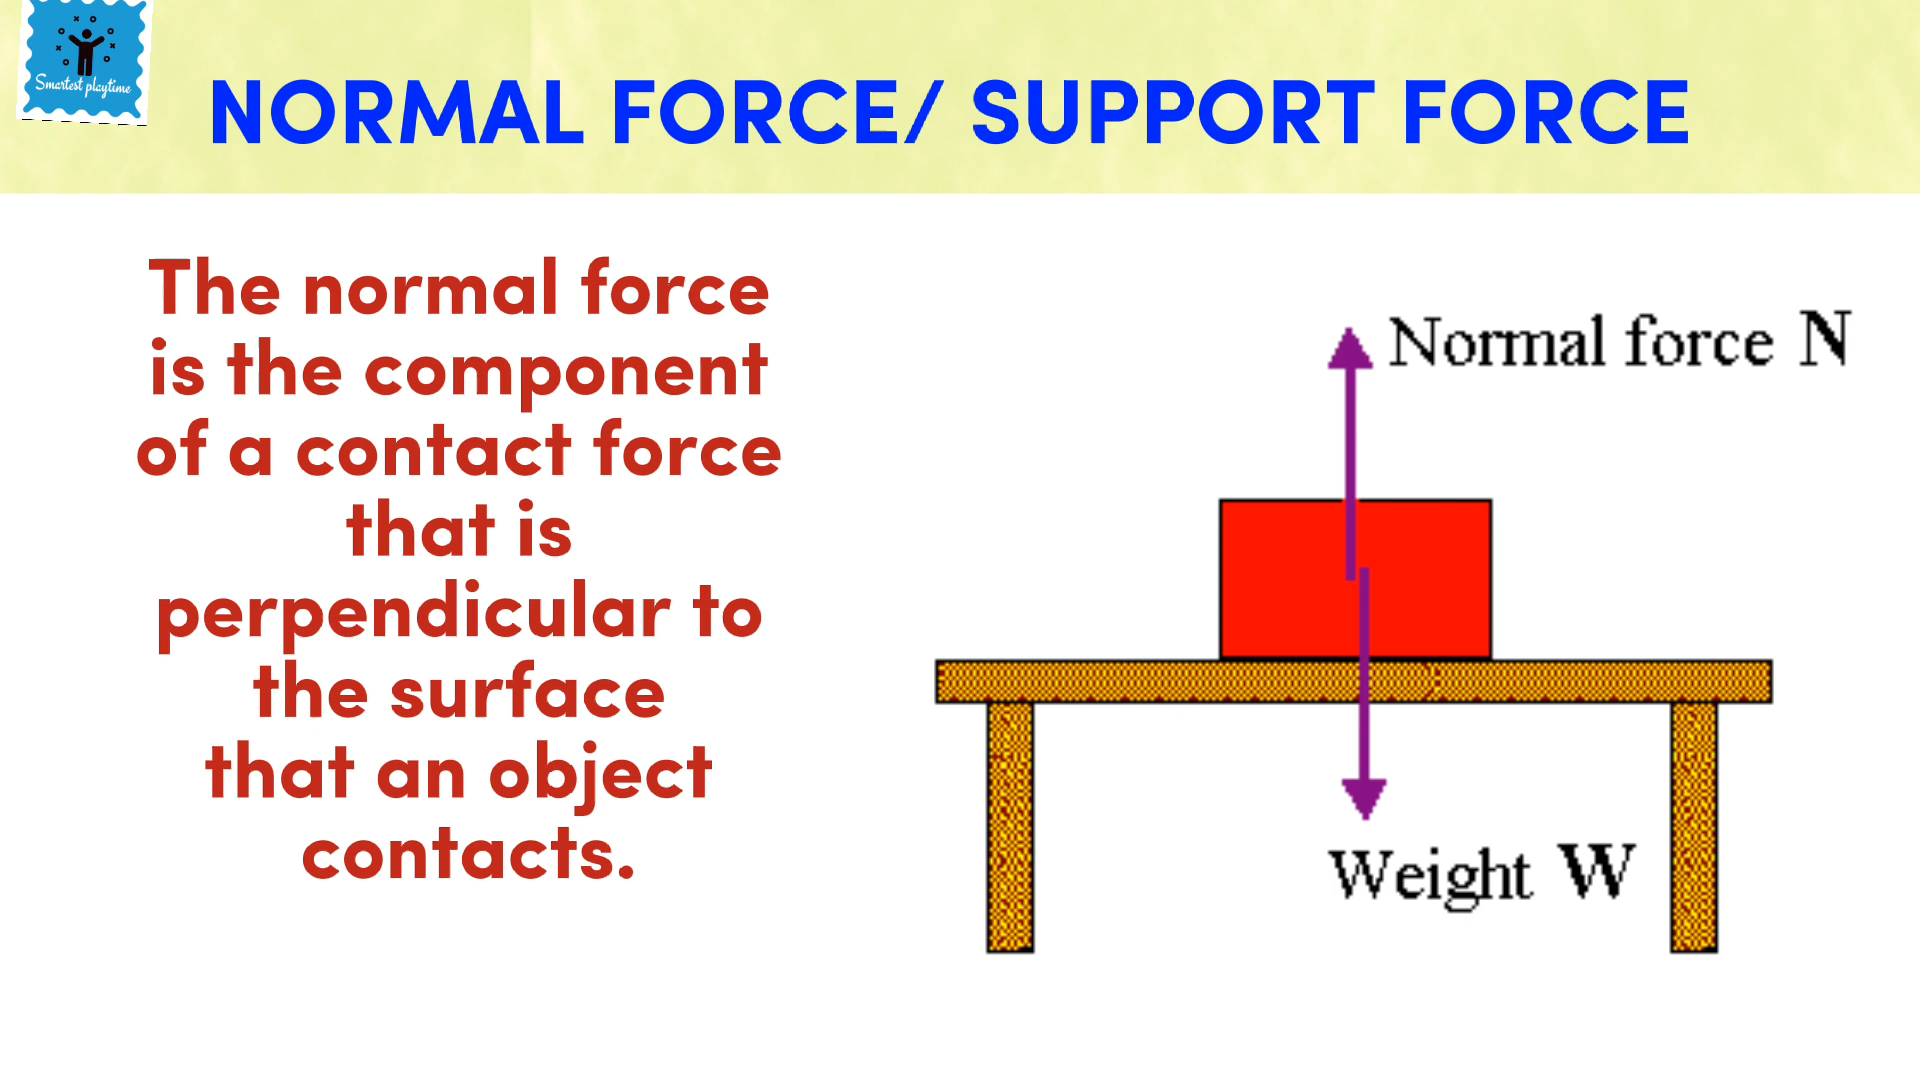 Smartest playtime
NORMAL FORCE/ SUPPORT FORCE
The normal force
is the component
of a contact force
that is
perpendicular to
the surface
that an object
contacts.
Normal force N
Weight W